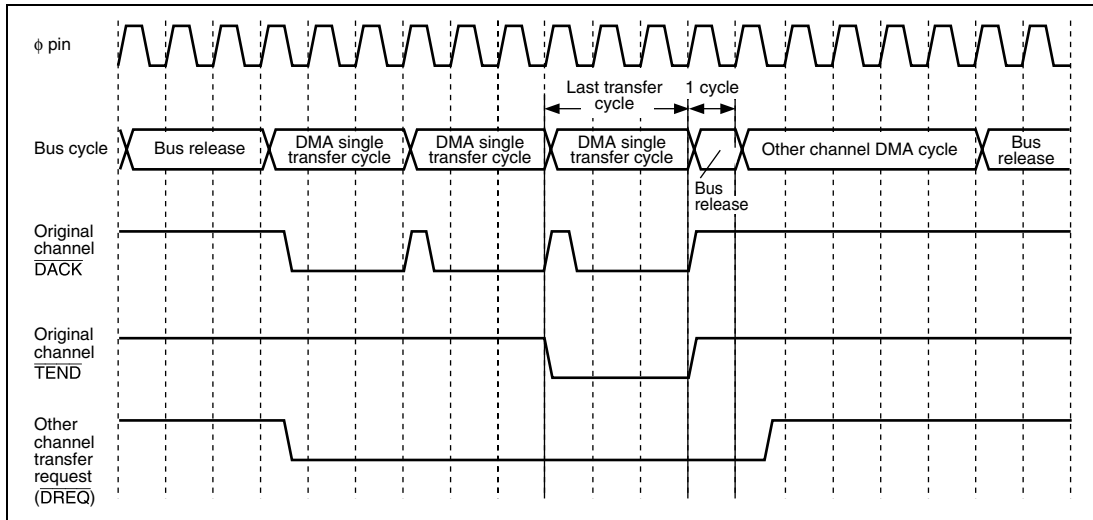 φ pin
Last transfer
cycle
1 cycle
Bus cycle
Bus release
DMA single
transfer cycle
DMA single
transfer cycle
DMA single
transfer cycle
Bus
release
Other channel DMA cycle
Bus
release
Original
channel
DACK
Original
channel
TEND
Other
channel
transfer
request
(DREQ)